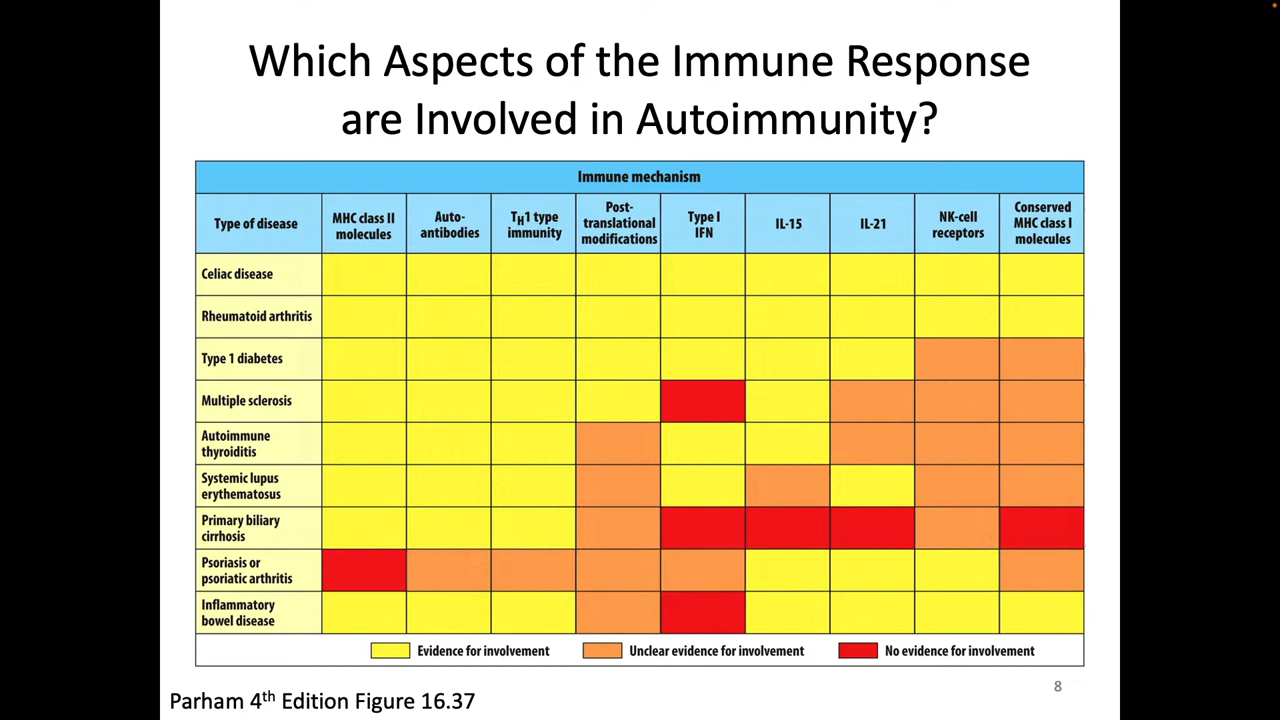 Which Aspects of the Immune Response
are Involved in Autoimmunity?
Immune mechanism
Type of disease
MHC class II
molecules
Auto-
antibodies
TH1 type
immunity
Post-
translational
modifications
Type I
IFN
IL-15
IL-21
NK-cell
receptors
Conserved
MHC class I
molecules
Celiac disease
Rheumatoid arthritis
Type 1 diabetes
Multiple sclerosis
Autoimmune
thyroiditis
Systemic lupus
erythematosus
Primary biliary
cirrhosis
Psoriasis or
psoriatic arthritis
Inflammatory
bowel disease
Evidence for involvement
Unclear evidence for involvement
No evidence for involvement
8
Parham 4th Edition Figure 16.37